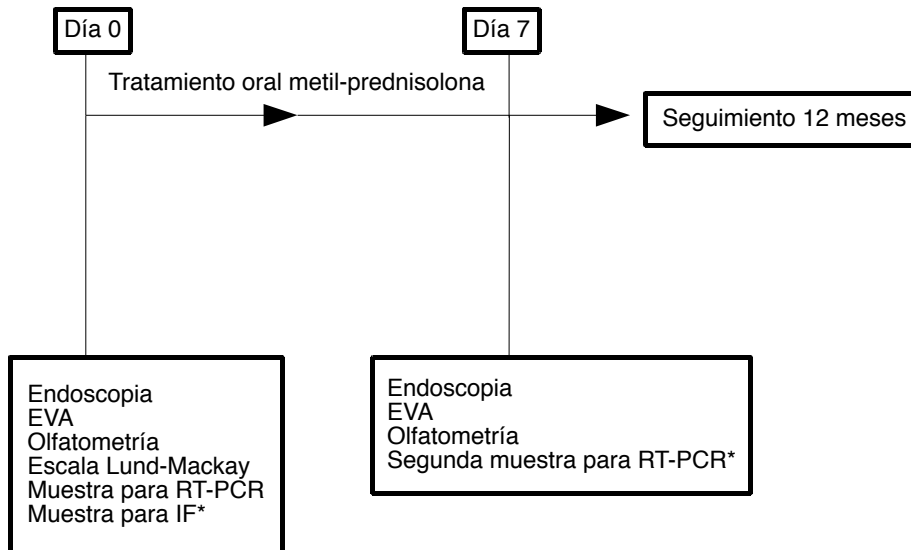 Día 0
Día 7
Tratamiento oral metil-prednisolona
Seguimiento 12 meses
Endoscopia
EVA
Olfatometría
Escala Lund-Mackay
Muestra para RT-PCR
Muestra para IF*
Endoscopia
EVA
Olfatometría
Segunda muestra para RT-PCR*